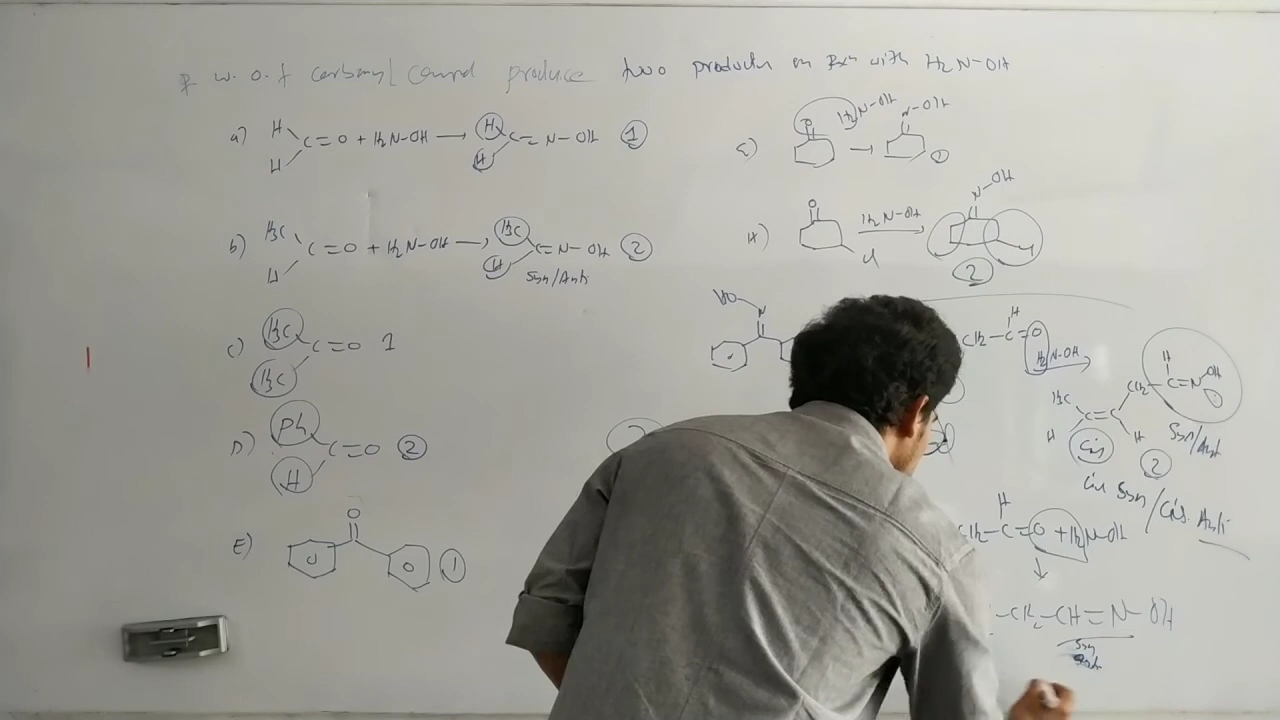 w. o. f carbonyl compd produce two products on Rxn with H2N-OH
a) H H C=O + H2N-OH → H H C=N-OH 1
b) H3C H C=O + H2N-OH → H3C H C=N-OH 2
Syn/Anti
c) H3C H3C C=O 1
D) Ph H C=O 2
E) O 1
O H2N-OH → N-OH
H) O H2N-OH → N-OH 2
HO N
CH2-C=O H H2N-OH →
H3C H C=C H CH2-C=N OH H
Cis 2 Syn/Anti
Cis Syn/Cis Anti
CH2-C=O H + H2N-OH
↓
-CH2-CH=N-OH
Syn